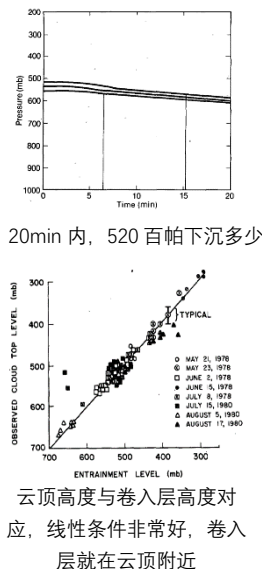 200
300
400
500
600
700
800
900
1000
Pressure(mb)
0 5 10 15 20
Time (min)
20min 内，520 百帕下沉多少
300
400
500
600
700
OBSERVED CLOUD TOP LEVEL (mb)
TYPICAL
MAY 21, 1978
MAY 23, 1978
JUNE 2, 1978
JUNE 15, 1978
JULY 8, 1978
JULY 15, 1980
AUGUST 5, 1980
AUGUST 17, 1980
700 600 500 400 300
ENTRAINMENT LEVEL (mb)
云顶高度与卷入层高度对
应，线性条件非常好，卷入
层就在云顶附近